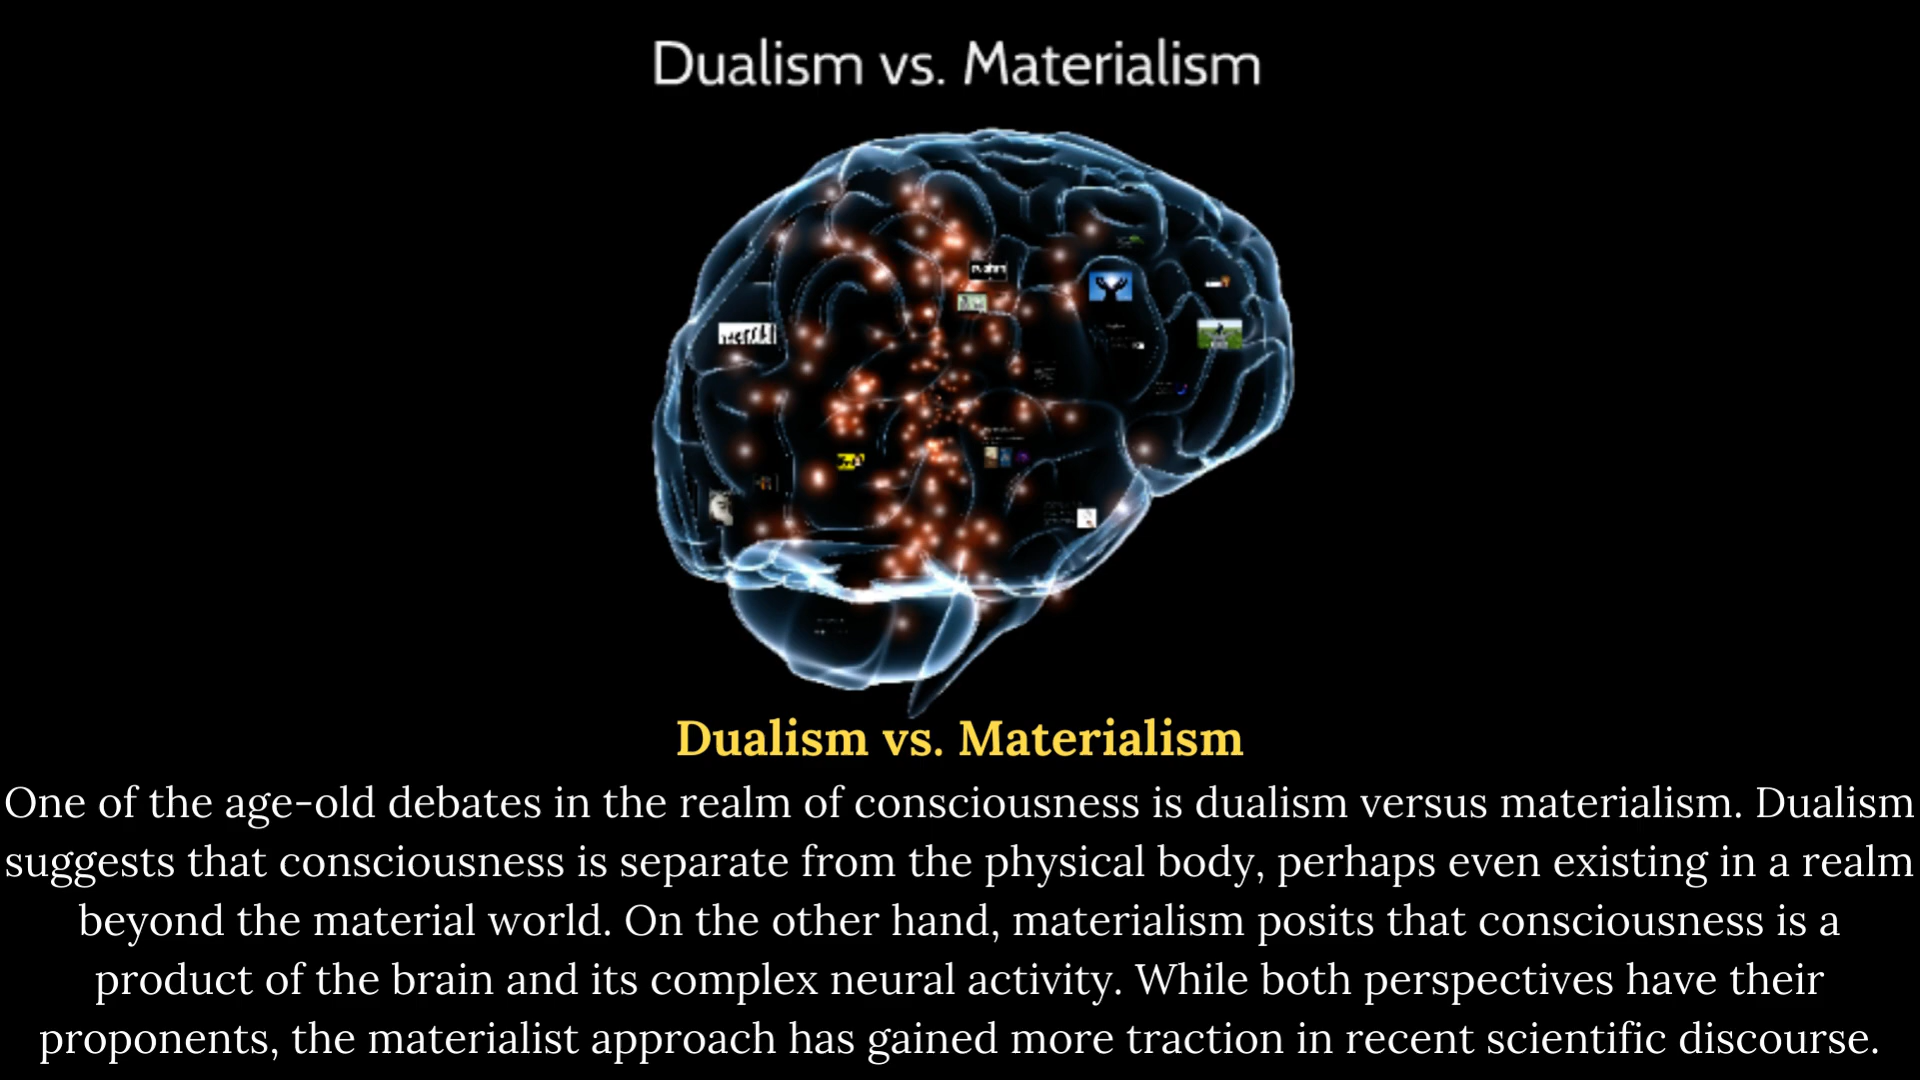 Dualism vs. Materialism
Dualism vs. Materialism
One of the age-old debates in the realm of consciousness is dualism versus materialism. Dualism
suggests that consciousness is separate from the physical body, perhaps even existing in a realm
beyond the material world. On the other hand, materialism posits that consciousness is a
product of the brain and its complex neural activity. While both perspectives have their
proponents, the materialist approach has gained more traction in recent scientific discourse.